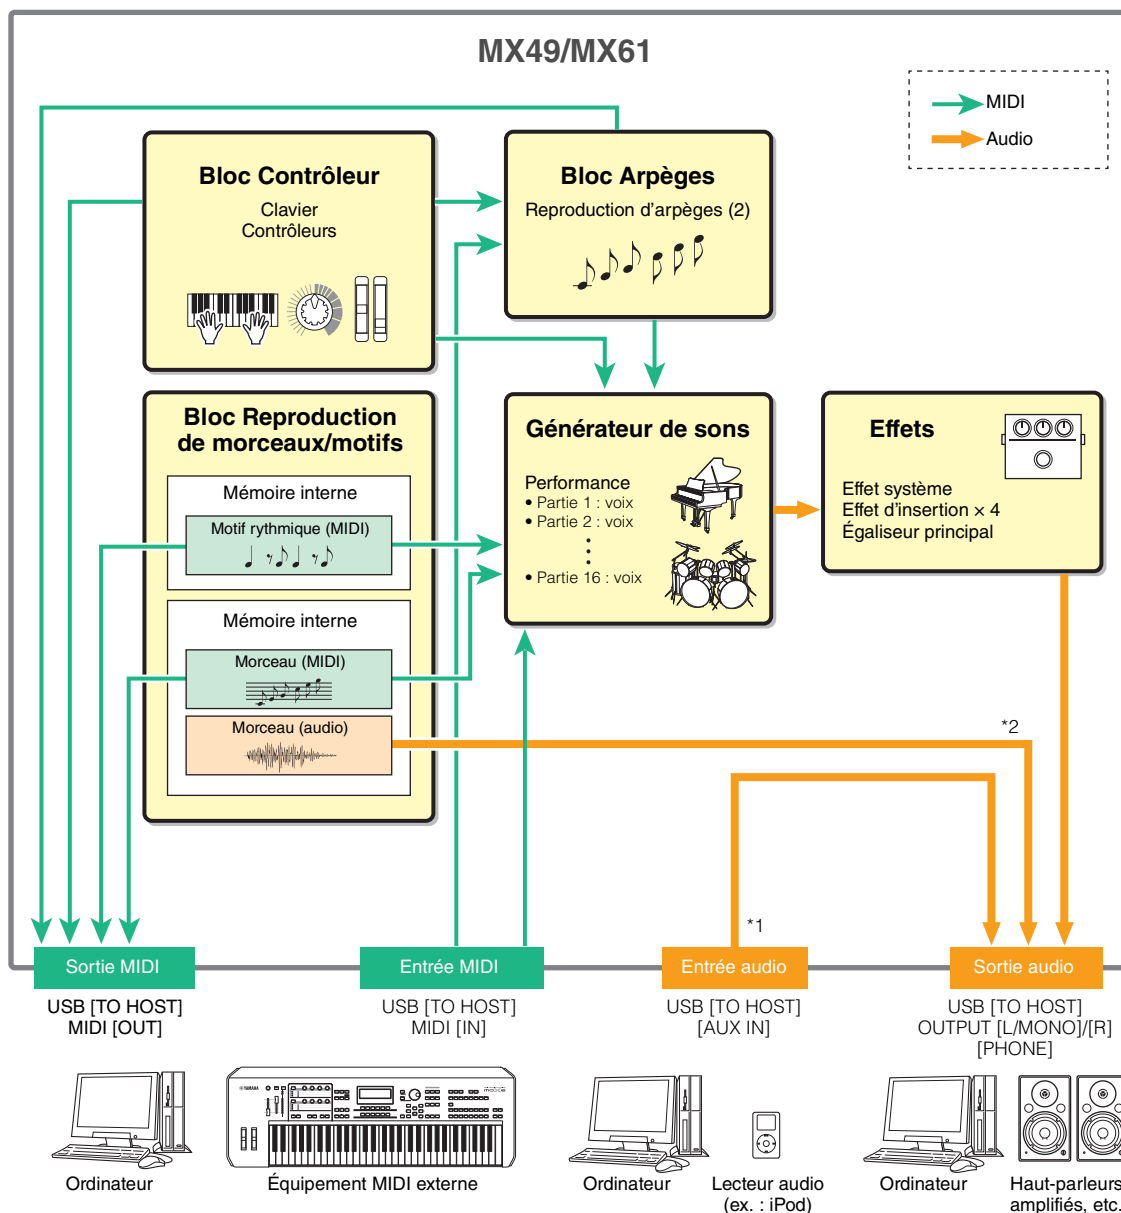 MX49/MX61
MIDI
Audio
Bloc Contrôleur
Clavier
Contrôleurs
Bloc Arpèges
Reproduction d'arpèges (2)
Bloc Reproduction
de morceaux/motifs
Mémoire interne
Motif rythmique (MIDI)
Mémoire interne
Morceau (MIDI)
Morceau (audio)
Générateur de sons
Performance
• Partie 1 : voix
• Partie 2 : voix
• Partie 16 : voix
Effets
Effet système
Effet d'insertion × 4
Égaliseur principal
*2
*1
Sortie MIDI
Entrée MIDI
Entrée audio
Sortie audio
USB [TO HOST]
MIDI [OUT]
USB [TO HOST]
MIDI [IN]
USB [TO HOST]
[AUX IN]
USB [TO HOST]
OUTPUT [L/MONO]/[R]
[PHONE]
YAMAHA
Ordinateur
Équipement MIDI externe
Ordinateur
Lecteur audio
(ex. : iPod)
Ordinateur
Haut-parleurs
amplifiés, etc.